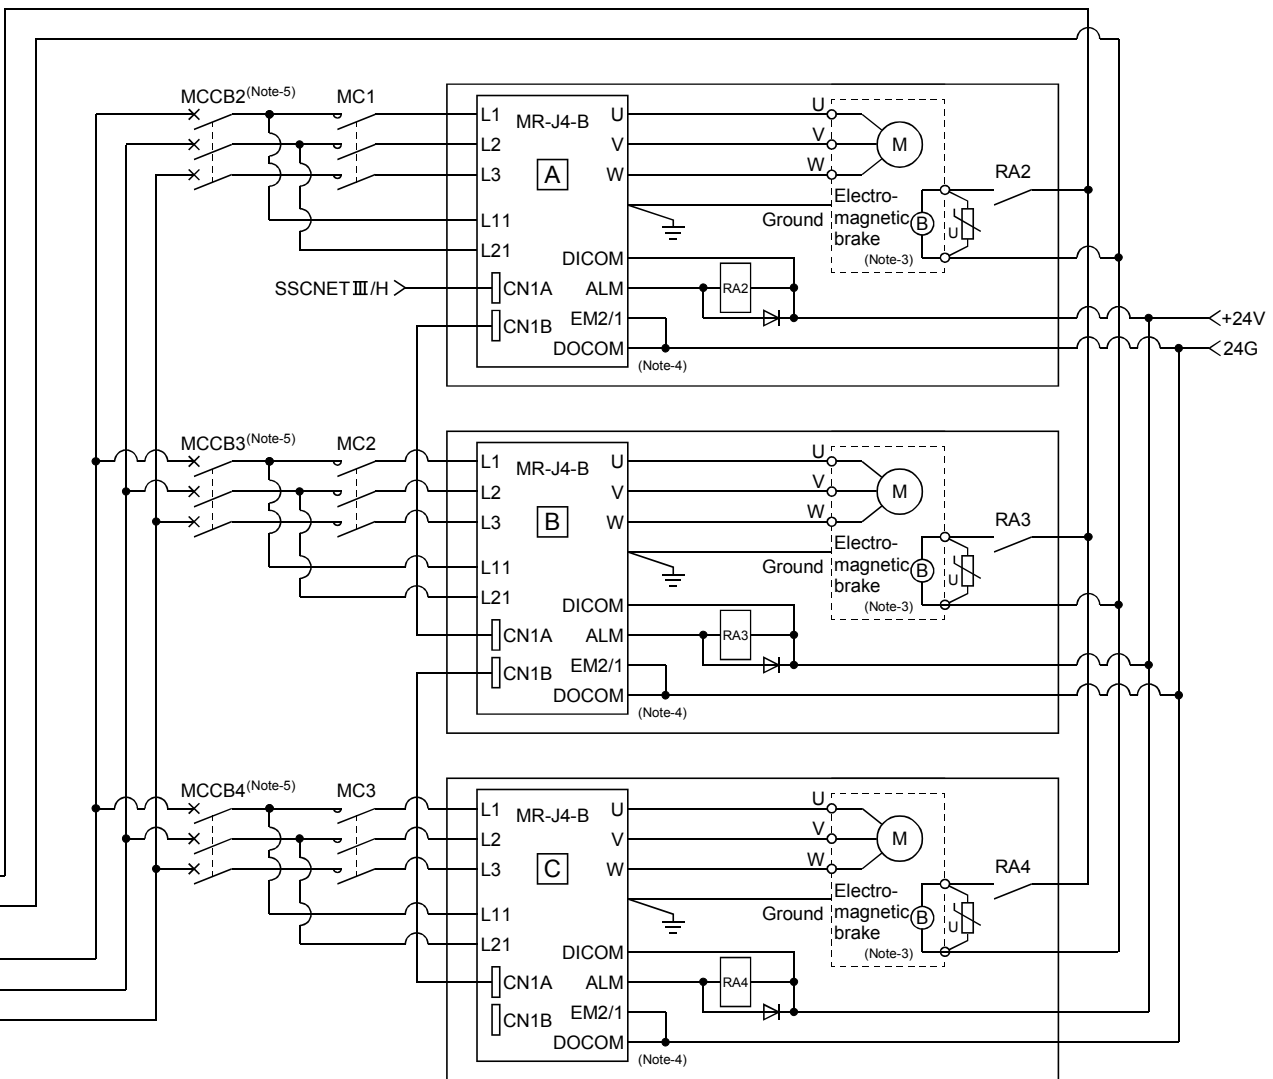 MCCB2(Note-5) MC1
L1 MR-J4-B U U
L2 V V M
L3 A W W RA2
Electro-
Ground magnetic B U
L11 brake
(Note-3)
L21 DICOM
SSCNETⅢ/H CN1A ALM RA2
CN1B EM2/1 +24V
DOCOM 24G
(Note-4)
MCCB3(Note-5) MC2
L1 MR-J4-B U U
L2 V V M
L3 B W W RA3
Electro-
Ground magnetic B U
L11 brake
(Note-3)
L21 DICOM
CN1A ALM RA3
CN1B EM2/1
DOCOM
(Note-4)
MCCB4(Note-5) MC3
L1 MR-J4-B U U
L2 V V M
L3 C W W RA4
Electro-
Ground magnetic B U
L11 brake
(Note-3)
L21 DICOM
CN1A ALM RA4
CN1B EM2/1
DOCOM
(Note-4)